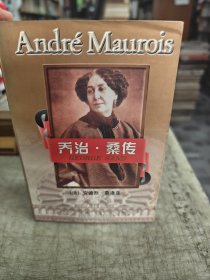 André Maurois
乔治·桑传
GEORGE SAND